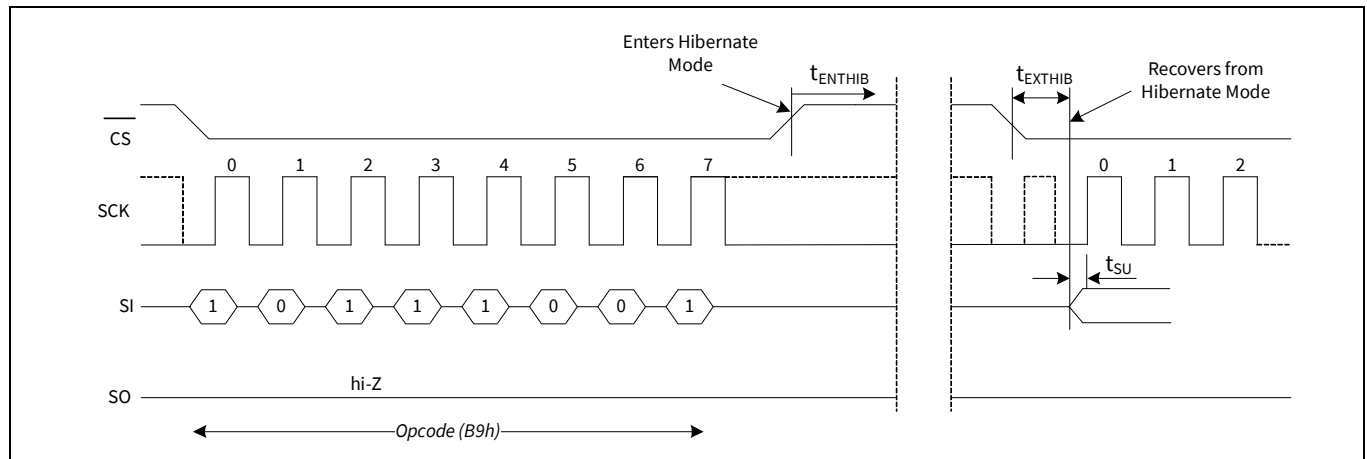 Enters Hibernate
Mode
tENTHIB
tEXTHIB
Recovers from
Hibernate Mode
CS
0 1 2 3 4 5 6 7 0 1 2
SCK
tSU
SI 1 0 1 1 1 0 0 1
hi-Z
SO
Opcode (B9h)